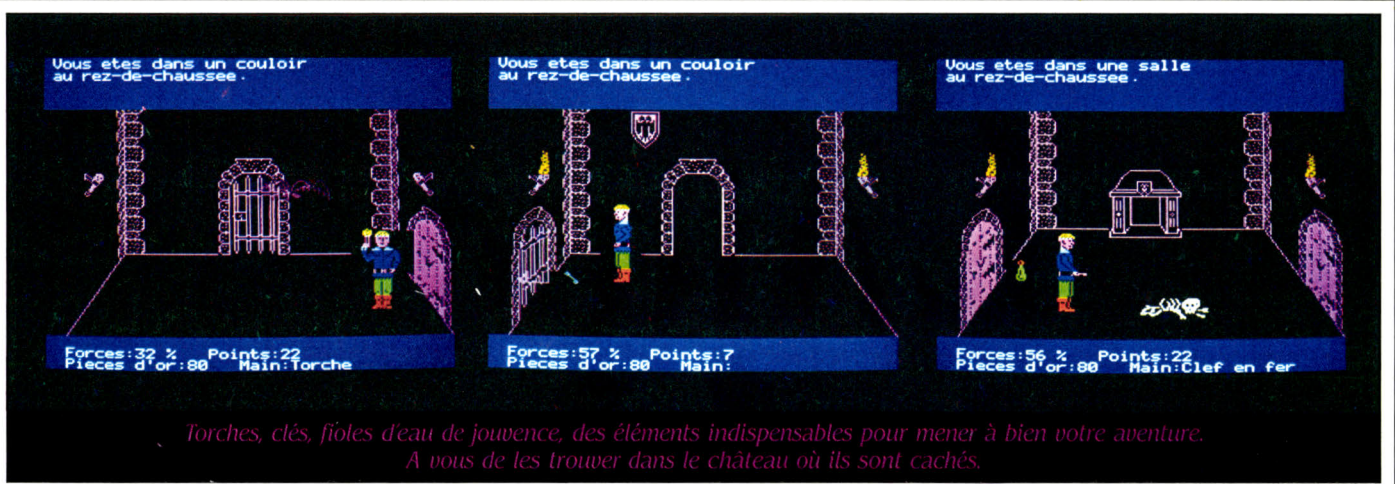 Vous etes dans un couloir
au rez-de-chaussee.
Forces:32 % Points:22
Pieces d'or:80 Main:Torche
Vous etes dans un couloir
au rez-de-chaussee.
Forces:57 % Points:7
Pieces d'or:80 Main:
Vous etes dans une salle
au rez-de-chaussee.
Forces:56 % Points:22
Pieces d'or:80 Main:Clef en fer
Torches, clés, fioles d'eau de jouvence, des éléments indispensables pour mener à bien votre aventure.
A vous de les trouver dans le château où ils sont cachés.